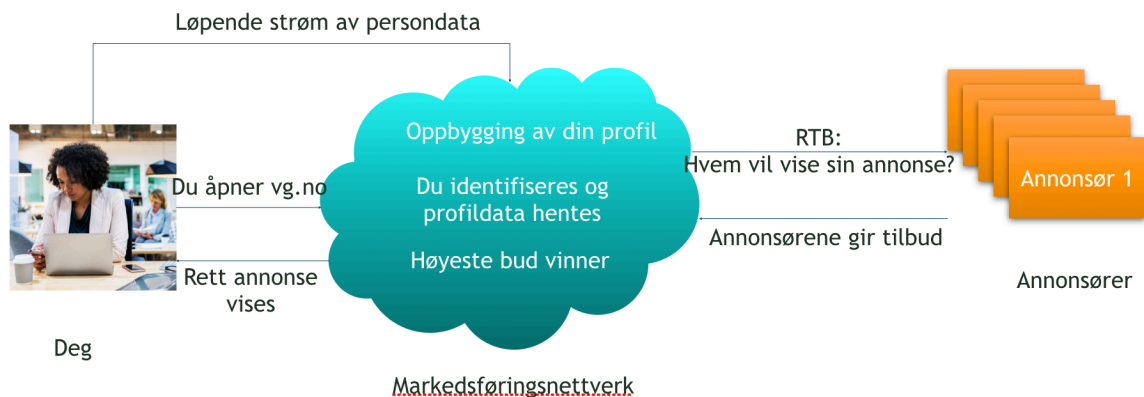 Løpende strøm av persondata
Oppbygging av din profil
RTB:
Hvem vil vise sin annonse?
Annonsør 1
Du åpner vg.no
Du identifiseres og
profildata hentes
Annonsørene gir tilbud
Høyeste bud vinner
Rett annonse
vises
Annonsører
Deg
Markedsføringsnettverk